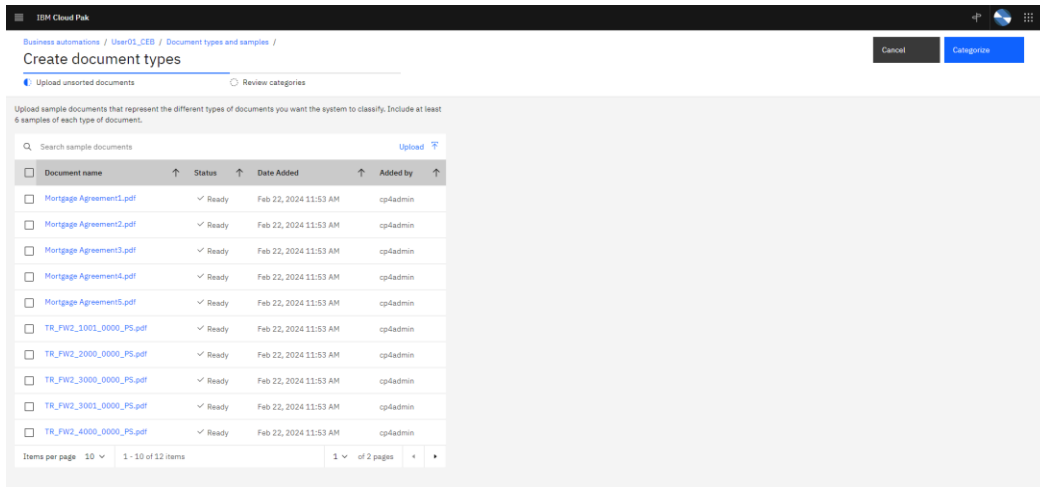 IBM Cloud Pak
Business automations / User01_CEB / Document types and samples /
Create document types
Cancel
Categorize
Upload unsorted documents
Review categories
Upload sample documents that represent the different types of documents you want the system to classify. Include at least
6 samples of each type of document.
Search sample documents
Upload
Document name Status Date Added Added by
Mortgage Agreement1.pdf Ready Feb 22, 2024 11:53 AM cp4admin
Mortgage Agreement2.pdf Ready Feb 22, 2024 11:53 AM cp4admin
Mortgage Agreement3.pdf Ready Feb 22, 2024 11:53 AM cp4admin
Mortgage Agreement4.pdf Ready Feb 22, 2024 11:53 AM cp4admin
Mortgage Agreement5.pdf Ready Feb 22, 2024 11:53 AM cp4admin
TR_FW2_1001_0000_PS.pdf Ready Feb 22, 2024 11:53 AM cp4admin
TR_FW2_2000_0000_PS.pdf Ready Feb 22, 2024 11:53 AM cp4admin
TR_FW2_3000_0000_PS.pdf Ready Feb 22, 2024 11:53 AM cp4admin
TR_FW2_3001_0000_PS.pdf Ready Feb 22, 2024 11:53 AM cp4admin
TR_FW2_4000_0000_PS.pdf Ready Feb 22, 2024 11:53 AM cp4admin
Items per page 10 1 - 10 of 12 items 1 of 2 pages